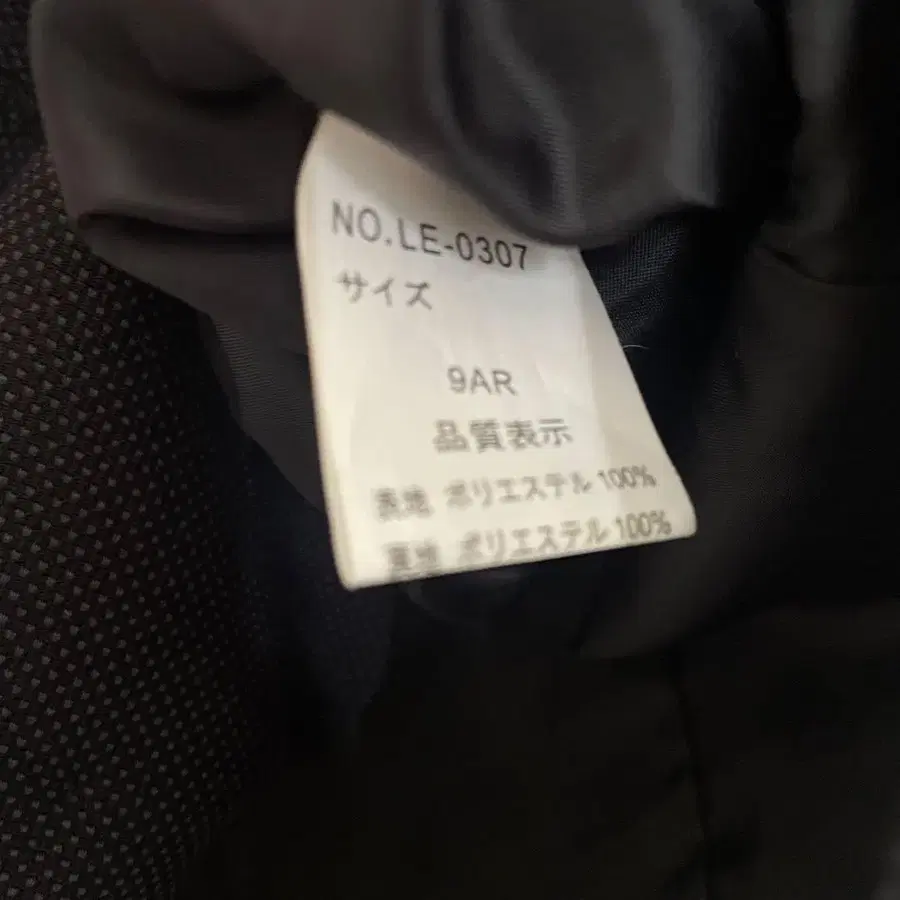 NO.LE-0307
サイズ
9AR
品質表示
表地 ポリエステル 100%
裏地 ポリエステル 100%